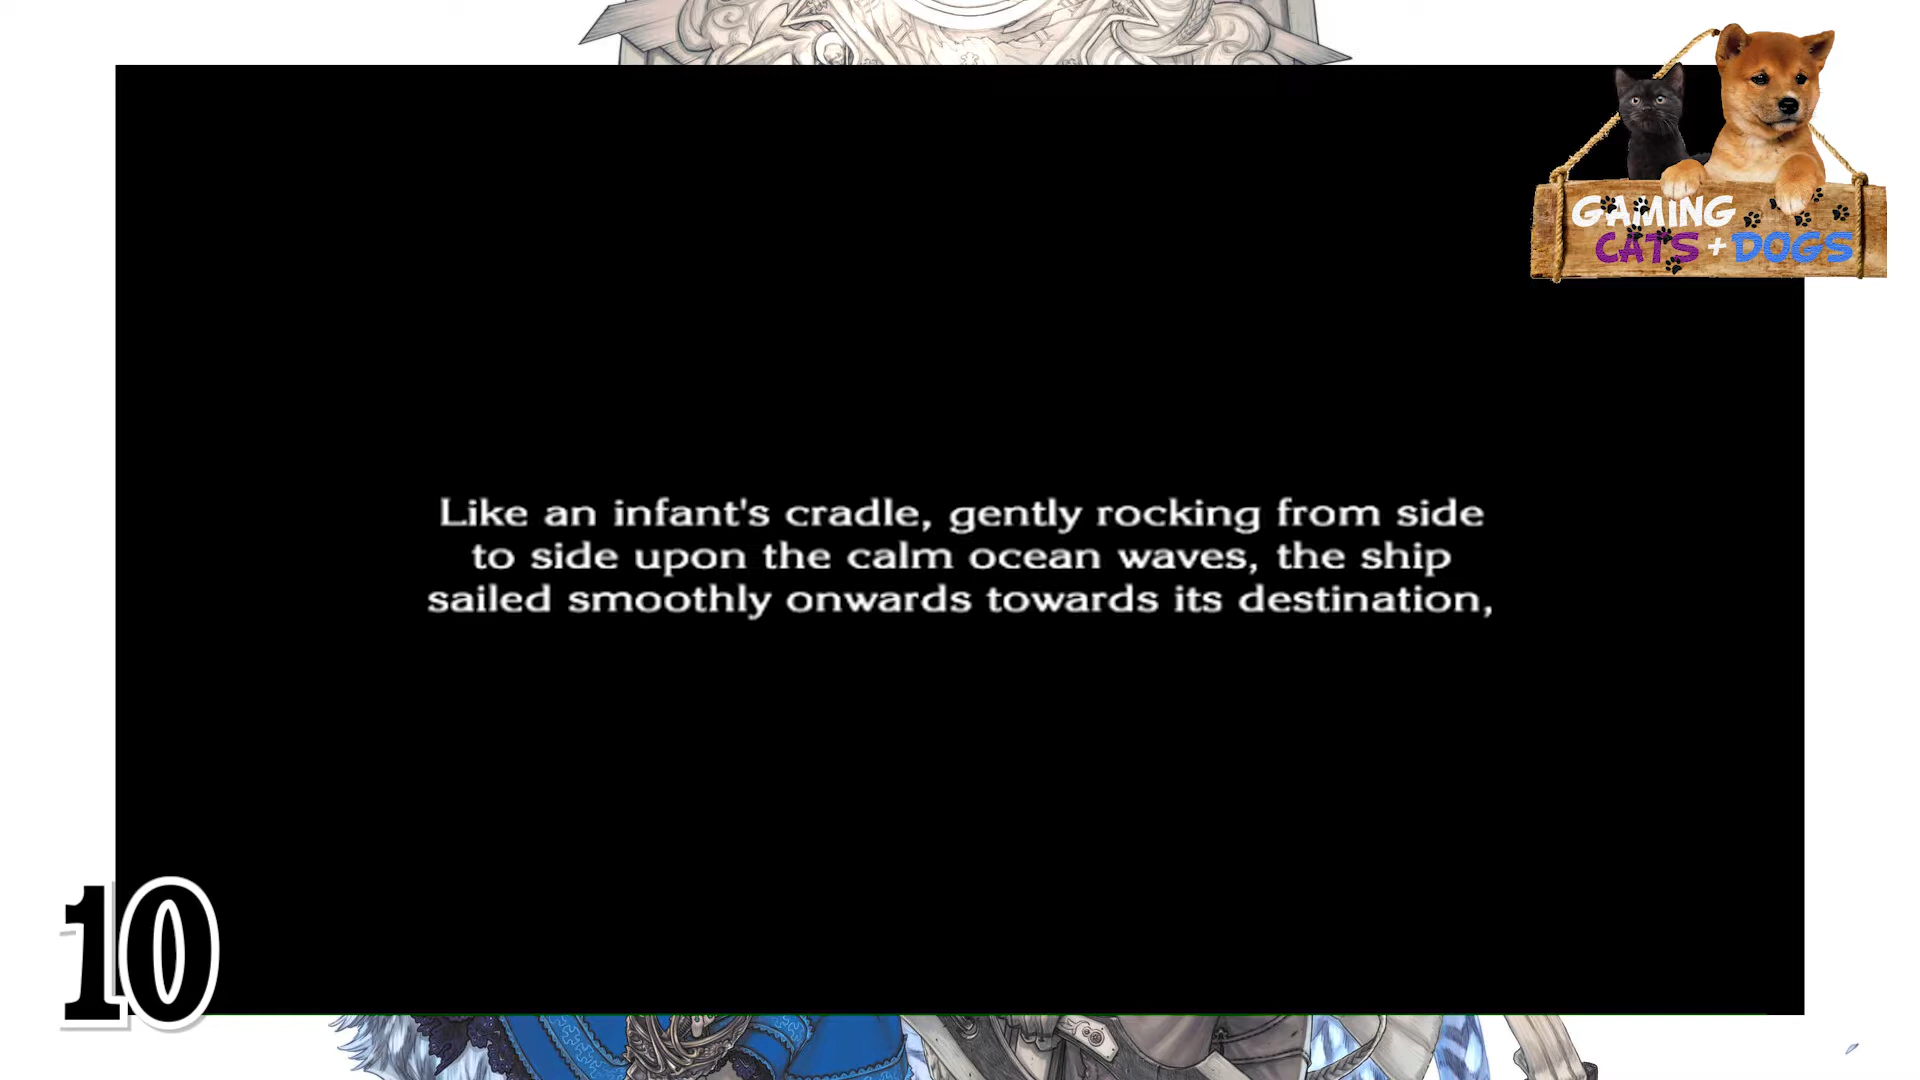 GAMING
CATS + DOGS
Like an infant's cradle, gently rocking from side
to side upon the calm ocean waves, the ship
sailed smoothly onwards towards its destination,
10